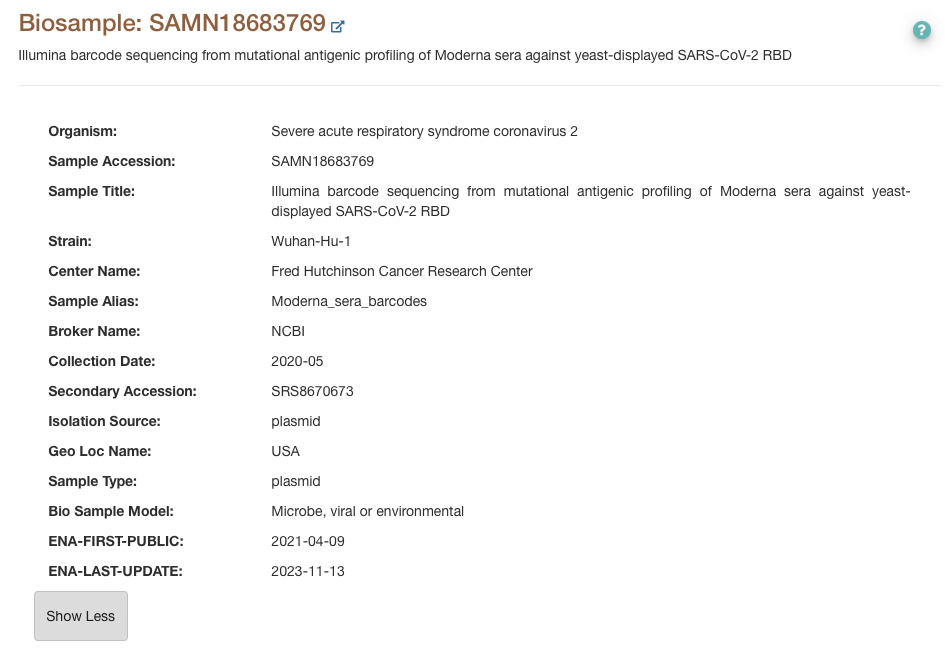 Biosample: SAMN18683769
?
Illumina barcode sequencing from mutational antigenic profiling of Moderna sera against yeast-displayed SARS-CoV-2 RBD
Organism: Severe acute respiratory syndrome coronavirus 2
Sample Accession: SAMN18683769
Sample Title: Illumina barcode sequencing from mutational antigenic profiling of Moderna sera against yeast-
displayed SARS-CoV-2 RBD
Strain: Wuhan-Hu-1
Center Name: Fred Hutchinson Cancer Research Center
Sample Alias: Moderna_sera_barcodes
Broker Name: NCBI
Collection Date: 2020-05
Secondary Accession: SRS8670673
Isolation Source: plasmid
Geo Loc Name: USA
Sample Type: plasmid
Bio Sample Model: Microbe, viral or environmental
ENA-FIRST-PUBLIC: 2021-04-09
ENA-LAST-UPDATE: 2023-11-13
Show Less